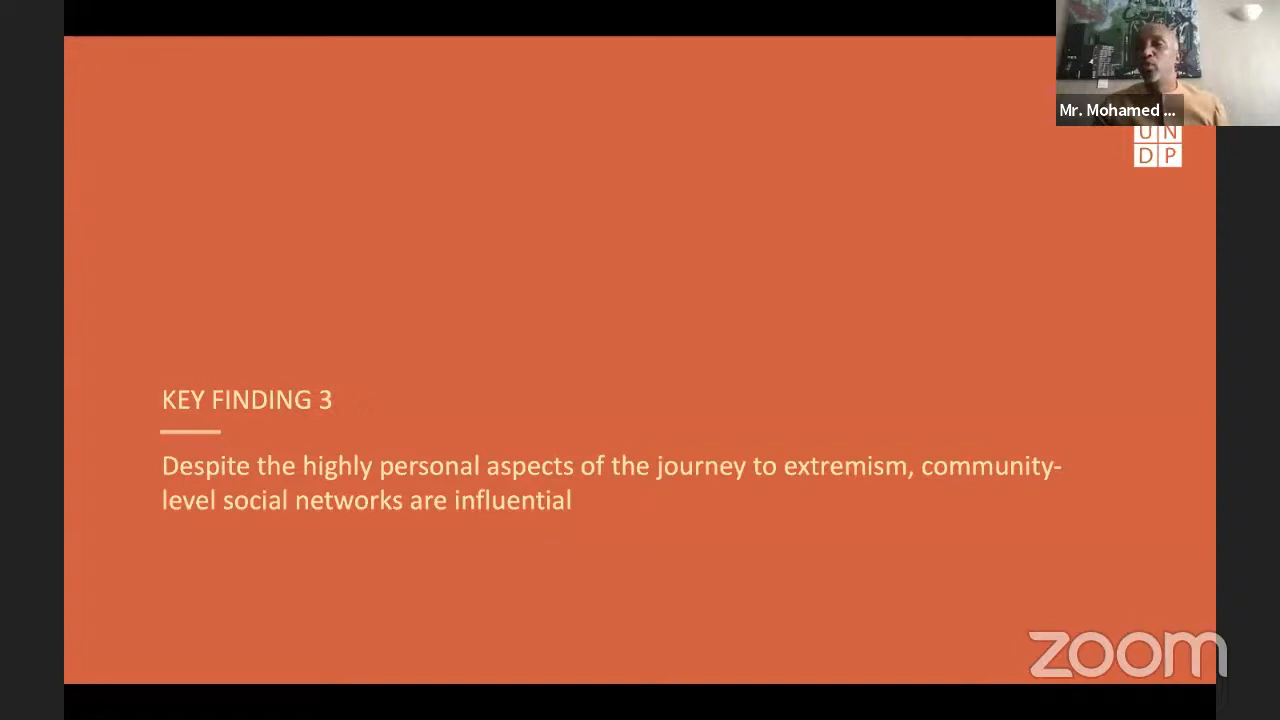 Mr. Mohamed ...
U N
D P
KEY FINDING 3
Despite the highly personal aspects of the journey to extremism, community-
level social networks are influential
zoom